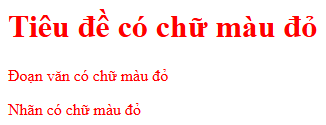 Tiêu đề có chữ màu đỏ
Đoạn văn có chữ màu đỏ
Nhãn có chữ màu đỏ